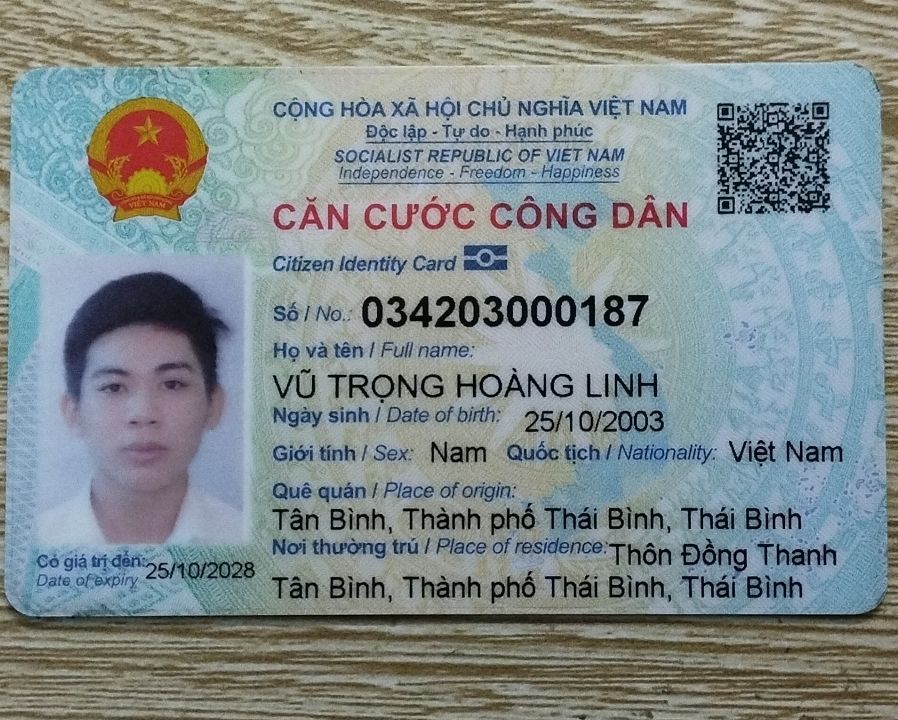 CỘNG HÒA XÃ HỘI CHỦ NGHĨA VIỆT NAM
Độc lập - Tự do - Hạnh phúc
SOCIALIST REPUBLIC OF VIET NAM
Independence - Freedom - Happiness
CĂN CƯỚC CÔNG DÂN
Citizen Identity Card
Số / No.: 034203000187
Họ và tên / Full name:
VŨ TRỌNG HOÀNG LINH
Ngày sinh / Date of birth: 25/10/2003
Giới tính / Sex: Nam Quốc tịch / Nationality: Việt Nam
Quê quán / Place of origin:
Tân Bình, Thành phố Thái Bình, Thái Bình
Nơi thường trú / Place of residence: Thôn Đồng Thanh
Tân Bình, Thành phố Thái Bình, Thái Bình
Có giá trị đến: 25/10/2028
Date of expiry
VIỆT NAM